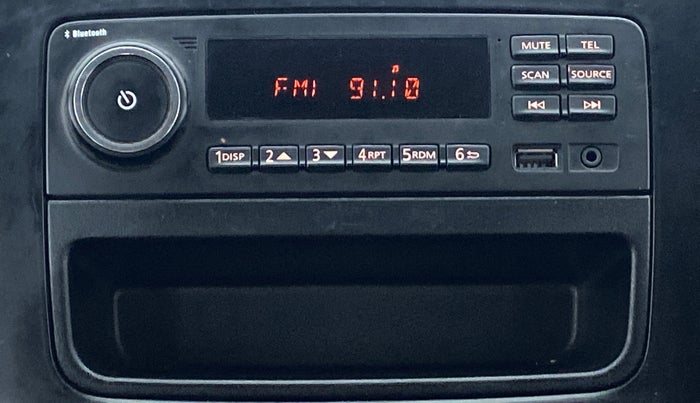 Bluetooth
FM1 91.10
MUTE TEL
SCAN SOURCE
1DISP 2 3 4RPT 5RDM 6